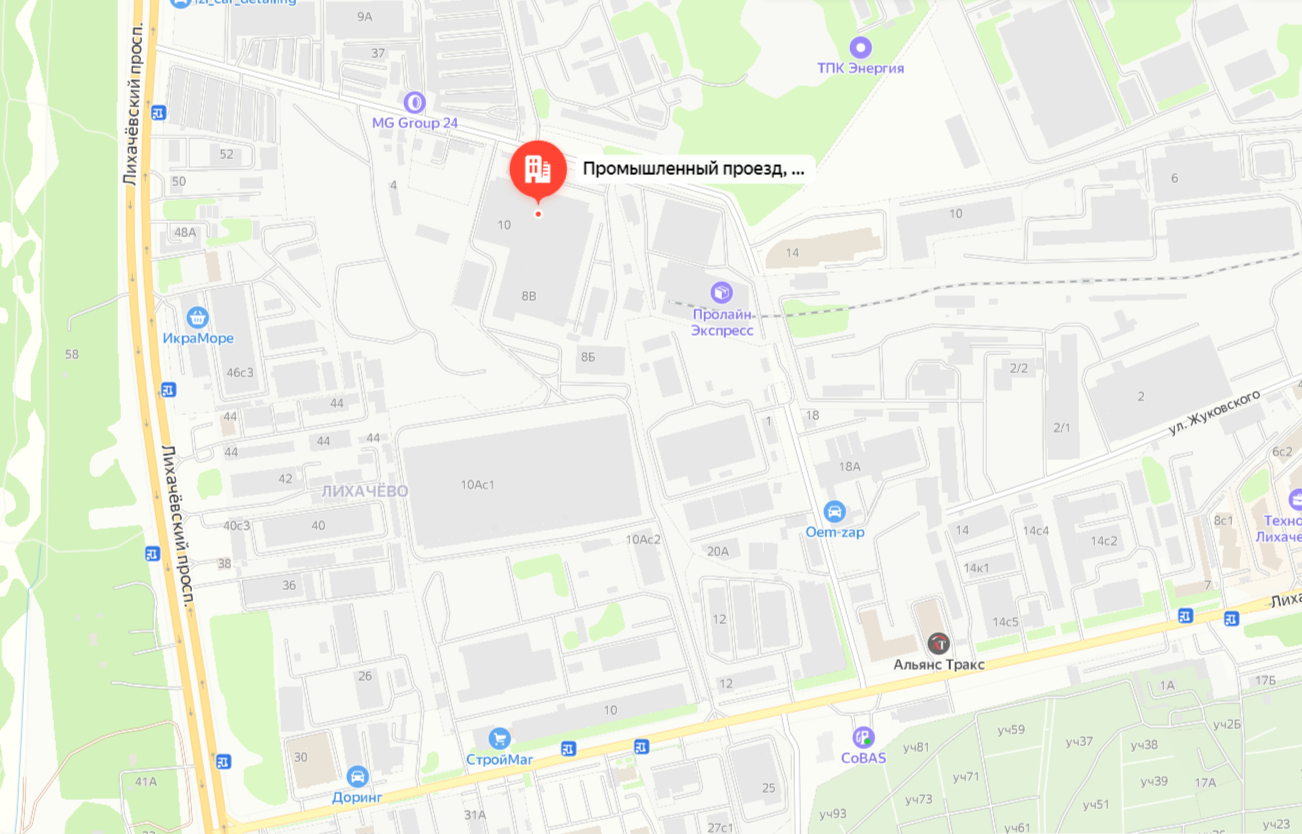 zi_car_detailing
9А
37
ТПК Энергия
Лихачёвский просп.
MG Group 24
52
Промышленный проезд, ...
50
4
6
10
10
48А
14
8В
Пролайн-
Экспресс
ИкраМоре
58
8Б
46с3
2/2
2
44
44
18
1
ул. Жуковского
44
44
44
2/1
6с2
18А
42
10Ас1
ЛИХАЧЁВО
Техно
Лихачё
Oem-zap
8с1
40с3
40
14
14с4
14с2
10Ас2
20А
Лихачёвский просп.
38
36
14к1
7
Лиха
12
14с5
Альянс Тракс
26
12
1А
17Б
10
уч2Б
уч59
СтройМаг
CoBAS
уч81
уч37
уч38
30
Доринг
41А
25
уч71
уч39
17А
уч73
уч51
уч93
31А
27с1
уч61
уч23